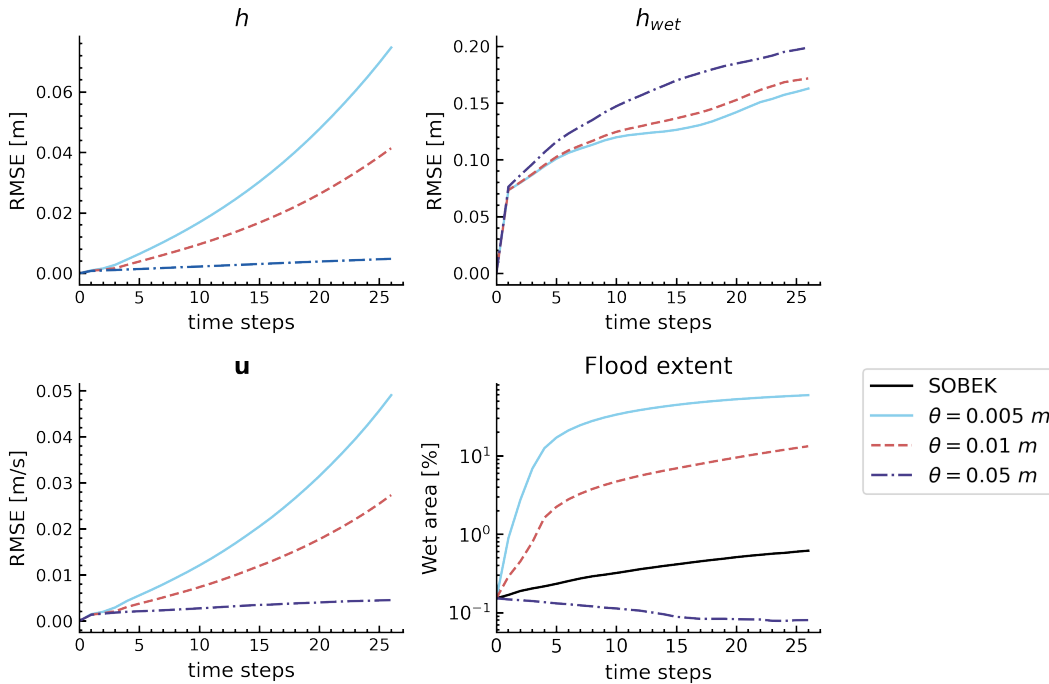 h
RMSE [m]
0.06
0.04
0.02
0.00
0 5 10 15 20 25
time steps
h_wet
RMSE [m]
0.20
0.15
0.10
0.05
0.00
0 5 10 15 20 25
time steps
u
RMSE [m/s]
0.05
0.04
0.03
0.02
0.01
0.00
0 5 10 15 20 25
time steps
Flood extent
Wet area [%]
10¹
10⁰
10⁻¹
0 5 10 15 20 25
time steps
SOBEK
θ = 0.005 m
θ = 0.01 m
θ = 0.05 m